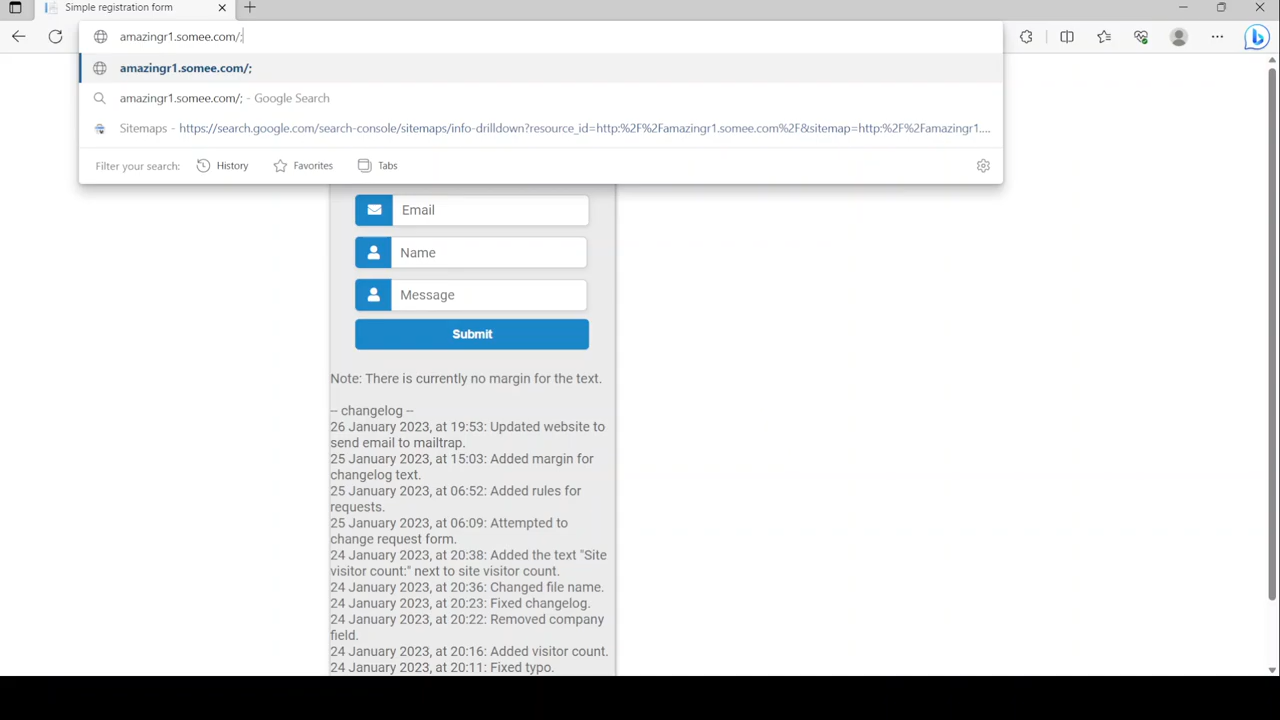 Simple registration form
amazingr1.somee.com/;
amazingr1.somee.com/;
amazingr1.somee.com/; - Google Search
Sitemaps - https://search.google.com/search-console/sitemaps/info-drilldown?resource_id=http:%2F%2Famazingr1.somee.com%2F&sitemap=http:%2F%2Famazingr1....
Filter your search: History Favorites Tabs
Email
Name
Message
Submit
Note: There is currently no margin for the text.
-- changelog --
26 January 2023, at 19:53: Updated website to
send email to mailtrap.
25 January 2023, at 15:03: Added margin for
changelog text.
25 January 2023, at 06:52: Added rules for
requests.
25 January 2023, at 06:09: Attempted to
change request form.
24 January 2023, at 20:38: Added the text "Site
visitor count:" next to site visitor count.
24 January 2023, at 20:36: Changed file name.
24 January 2023, at 20:23: Fixed changelog.
24 January 2023, at 20:22: Removed company
field.
24 January 2023, at 20:16: Added visitor count.
24 January 2023, at 20:11: Fixed typo.